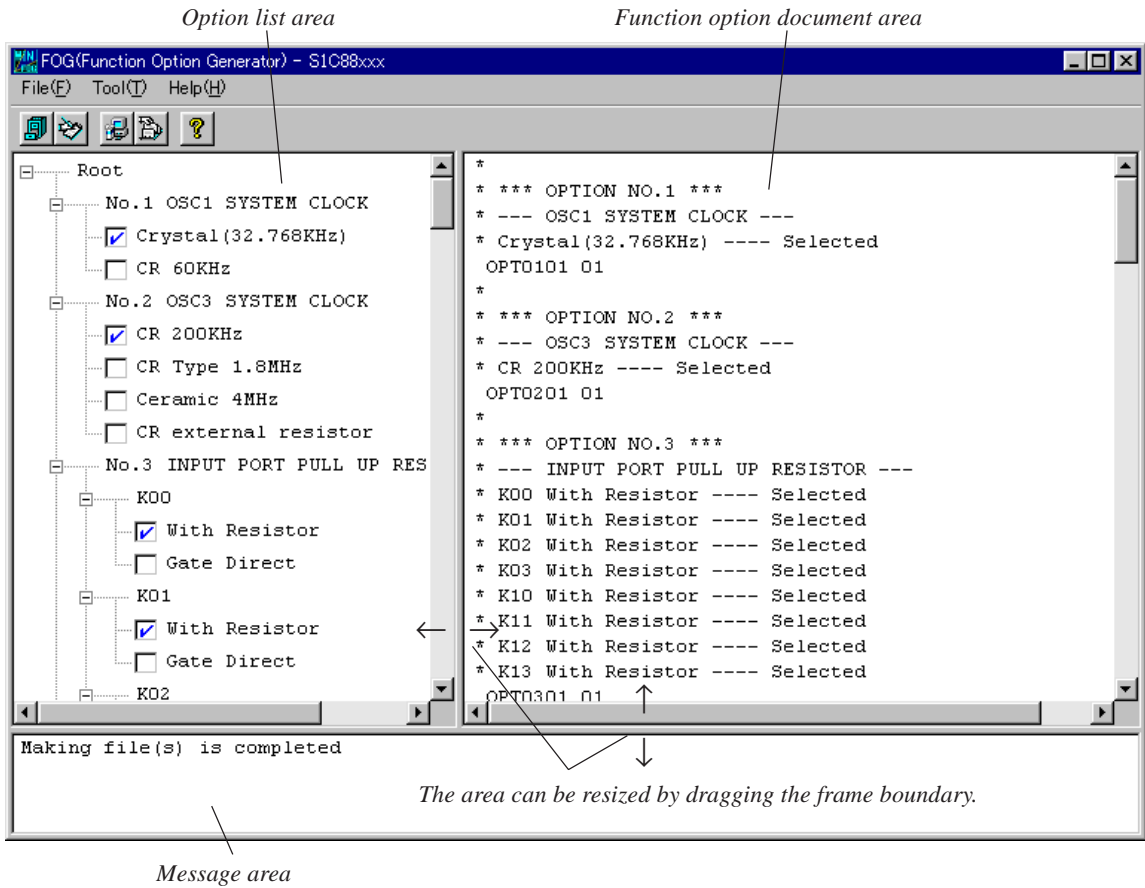 Option list area
Function option document area
FOG(Function Option Generator) - S1C88xxx
File(F) Tool(T) Help(H)
Root
No.1 OSC1 SYSTEM CLOCK
Crystal(32.768KHz)
CR 60KHz
No.2 OSC3 SYSTEM CLOCK
CR 200KHz
CR Type 1.8MHz
Ceramic 4MHz
CR external resistor
No.3 INPUT PORT PULL UP RES
K00
With Resistor
Gate Direct
K01
With Resistor
Gate Direct
K02
*
* *** OPTION NO.1 ***
* --- OSC1 SYSTEM CLOCK ---
* Crystal(32.768KHz) ---- Selected
OPT0101 01
*
* *** OPTION NO.2 ***
* --- OSC3 SYSTEM CLOCK ---
* CR 200KHz ---- Selected
OPT0201 01
*
* *** OPTION NO.3 ***
* --- INPUT PORT PULL UP RESISTOR ---
* K00 With Resistor ---- Selected
* K01 With Resistor ---- Selected
* K02 With Resistor ---- Selected
* K03 With Resistor ---- Selected
* K10 With Resistor ---- Selected
* K11 With Resistor ---- Selected
* K12 With Resistor ---- Selected
* K13 With Resistor ---- Selected
OPT0301 01
Making file(s) is completed
The area can be resized by dragging the frame boundary.
Message area